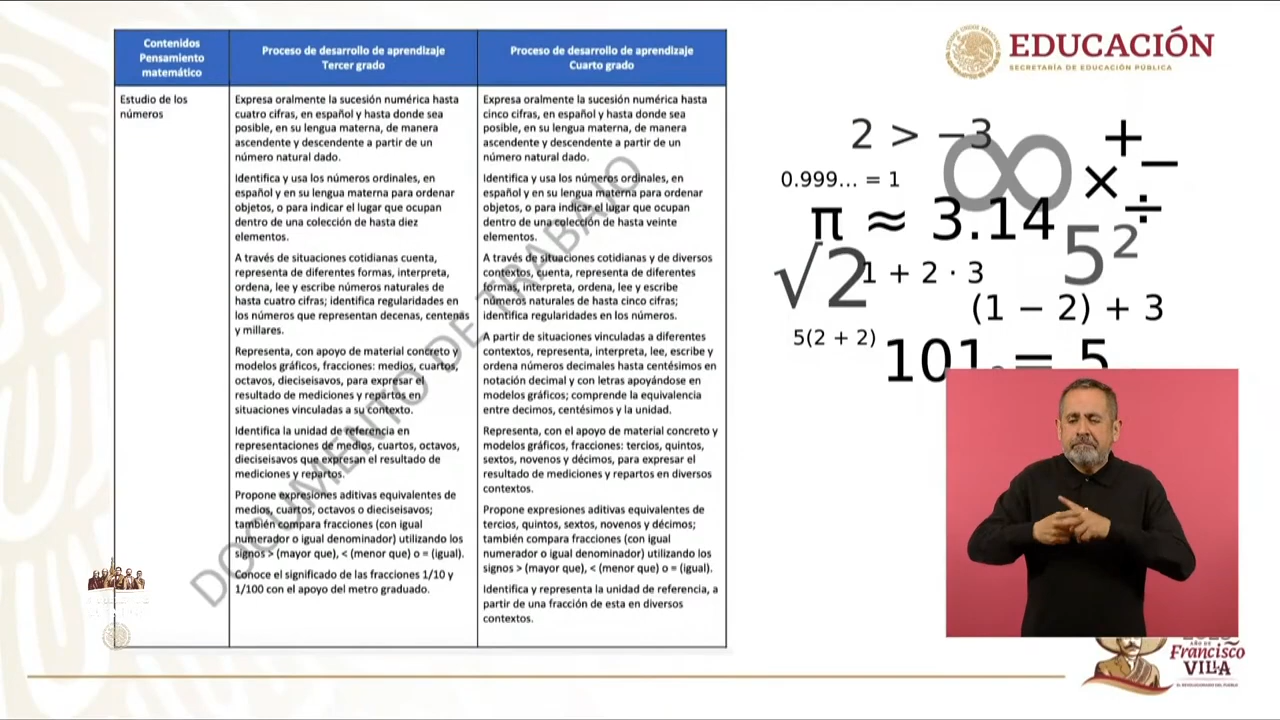 Contenidos
Pensamiento
matemático
Proceso de desarrollo de aprendizaje
Tercer grado
Proceso de desarrollo de aprendizaje
Cuarto grado
Estudio de los
números
Expresa oralmente la sucesión numérica hasta
cuatro cifras, en español y hasta donde sea
posible, en su lengua materna, de manera
ascendente y descendente a partir de un
número natural dado.
Identifica y usa los números ordinales, en
español y en su lengua materna para ordenar
objetos, o para indicar el lugar que ocupan
dentro de una colección de hasta diez
elementos.
A través de situaciones cotidianas cuenta,
representa de diferentes formas, interpreta,
ordena, lee y escribe números naturales de
hasta cuatro cifras; identifica regularidades en
los números que representan decenas, centenas
y millares.
Representa, con apoyo de material concreto y
modelos gráficos, fracciones: medios, cuartos,
octavos, dieciseisavos, para expresar el
resultado de mediciones y repartos en
situaciones vinculadas a su contexto.
Identifica la unidad de referencia en
representaciones de medios, cuartos, octavos,
dieciseisavos que expresan el resultado de
mediciones y repartos.
Propone expresiones aditivas equivalentes de
medios, cuartos, octavos o dieciseisavos;
también compara fracciones (con igual
numerador o igual denominador) utilizando los
signos > (mayor que), < (menor que) o = (igual).
Conoce el significado de las fracciones 1/10 y
1/100 con el apoyo del metro graduado.
Expresa oralmente la sucesión numérica hasta
cinco cifras, en español y hasta donde sea
posible, en su lengua materna, de manera
ascendente y descendente a partir de un
número natural dado.
Identifica y usa los números ordinales, en
español y en su lengua materna para ordenar
objetos, o para indicar el lugar que ocupan
dentro de una colección de hasta veinte
elementos.
A través de situaciones cotidianas y de diversos
contextos, cuenta, representa de diferentes
formas, interpreta, ordena, lee y escribe
números naturales de hasta cinco cifras;
identifica regularidades en los números.
A partir de situaciones vinculadas a diferentes
contextos, representa, interpreta, lee, escribe y
ordena números decimales hasta centésimos en
notación decimal y con letras apoyándose en
modelos gráficos; comprende la equivalencia
entre decimos, centésimos y la unidad.
Representa, con el apoyo de material concreto y
modelos gráficos, fracciones: tercios, quintos,
sextos, novenos y décimos, para expresar el
resultado de mediciones y repartos en diversos
contextos.
Propone expresiones aditivas equivalentes de
tercios, quintos, sextos, novenos y décimos;
también compara fracciones (con igual
numerador o igual denominador) utilizando los
signos > (mayor que), < (menor que) o = (igual).
Identifica y representa la unidad de referencia, a
partir de una fracción de esta en diversos
contextos.
DOCUMENTO DE TRABAJO
EDUCACIÓN
SECRETARÍA DE EDUCACIÓN PÚBLICA
2 > −3
∞
+ − × ÷
0.999... = 1
π ≈ 3.14
5²
√2
1 + 2 · 3
(1 − 2) + 3
5(2 + 2)
101 = 5
Francisco
VILLA
EL REVOLUCIONARIO DEL PUEBLO